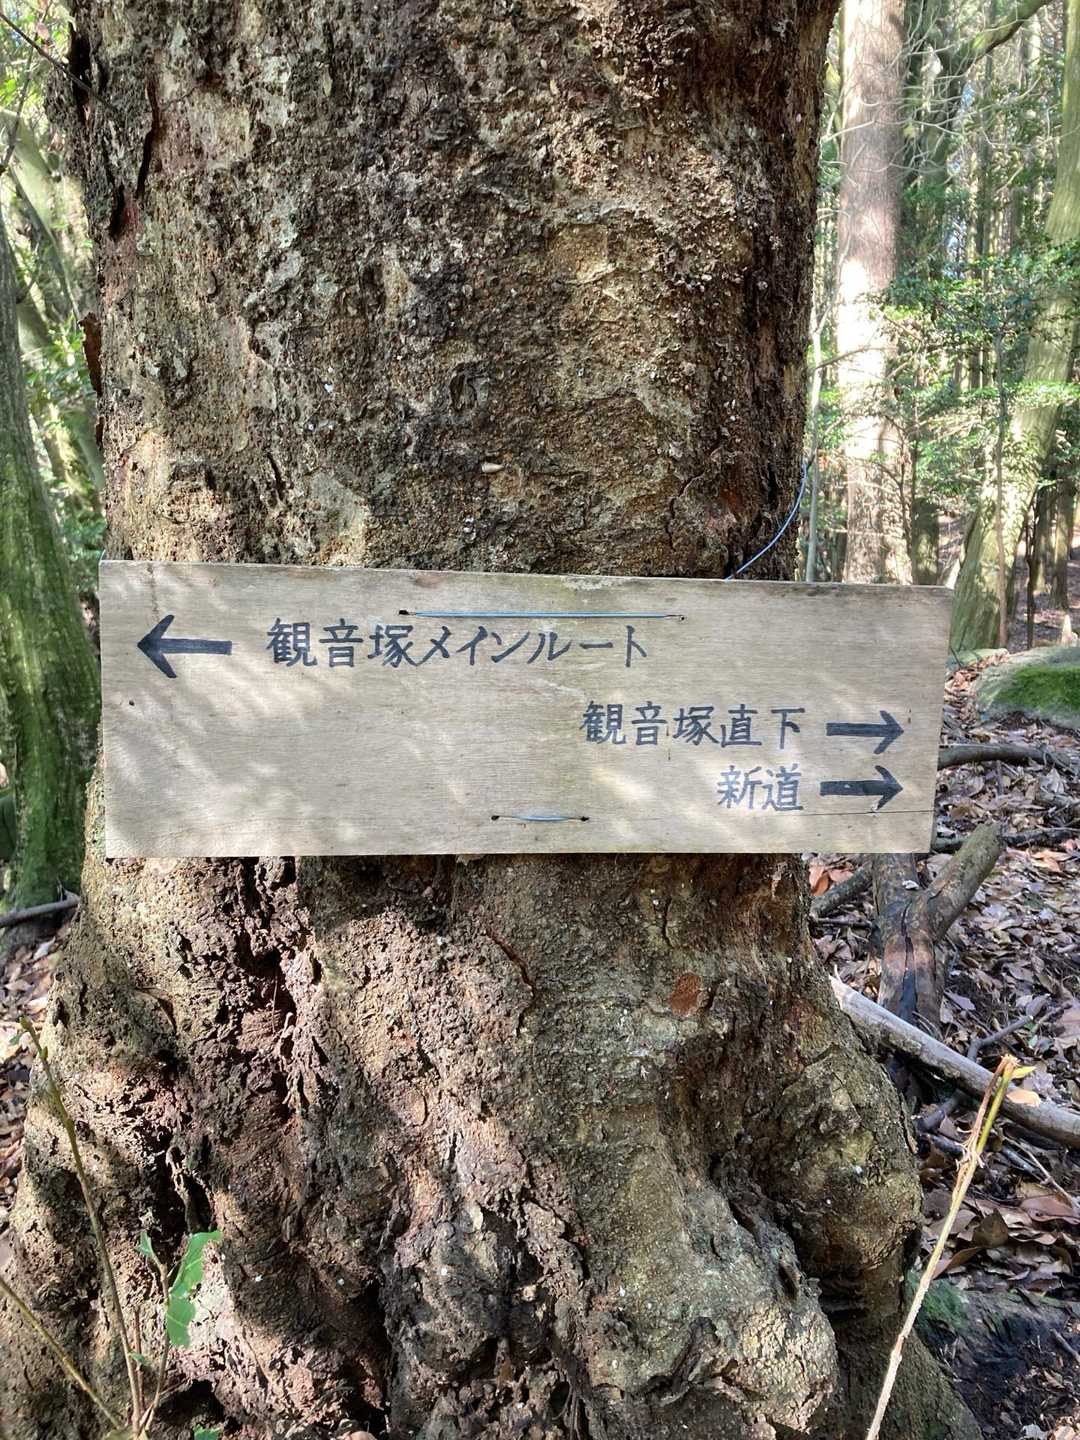 ← 観音塚メインルート
観音塚直下 →
新道 →